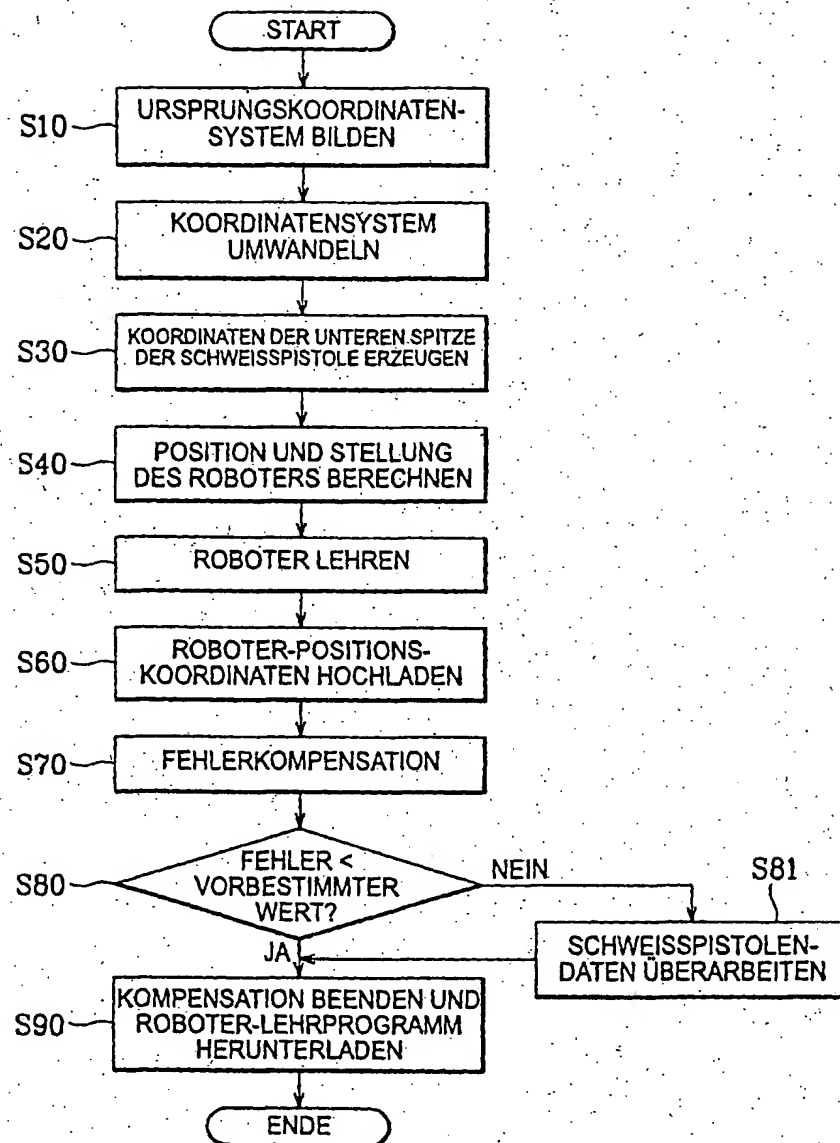 START
S10
URSPRUNGSKOORDINATEN-
SYSTEM BILDEN
S20
KOORDINATENSYSTEM
UMWANDELN
S30
KOORDINATEN DER UNTEREN SPITZE
DER SCHWEISSPISTOLE ERZEUGEN
S40
POSITION UND STELLUNG
DES ROBOTERS BERECHNEN
S50
ROBOTER LEHREN
S60
ROBOTER-POSITIONS-
KOORDINATEN HOCHLADEN
S70
FEHLERKOMPENSATION
S80
FEHLER <
VORBESTIMMTER
WERT?
NEIN
S81
SCHWEISSPISTOLEN-
DATEN ÜBERARBEITEN
JA
S90
KOMPENSATION BEENDEN UND
ROBOTER-LEHRPROGRAMM
HERUNTERLADEN
ENDE